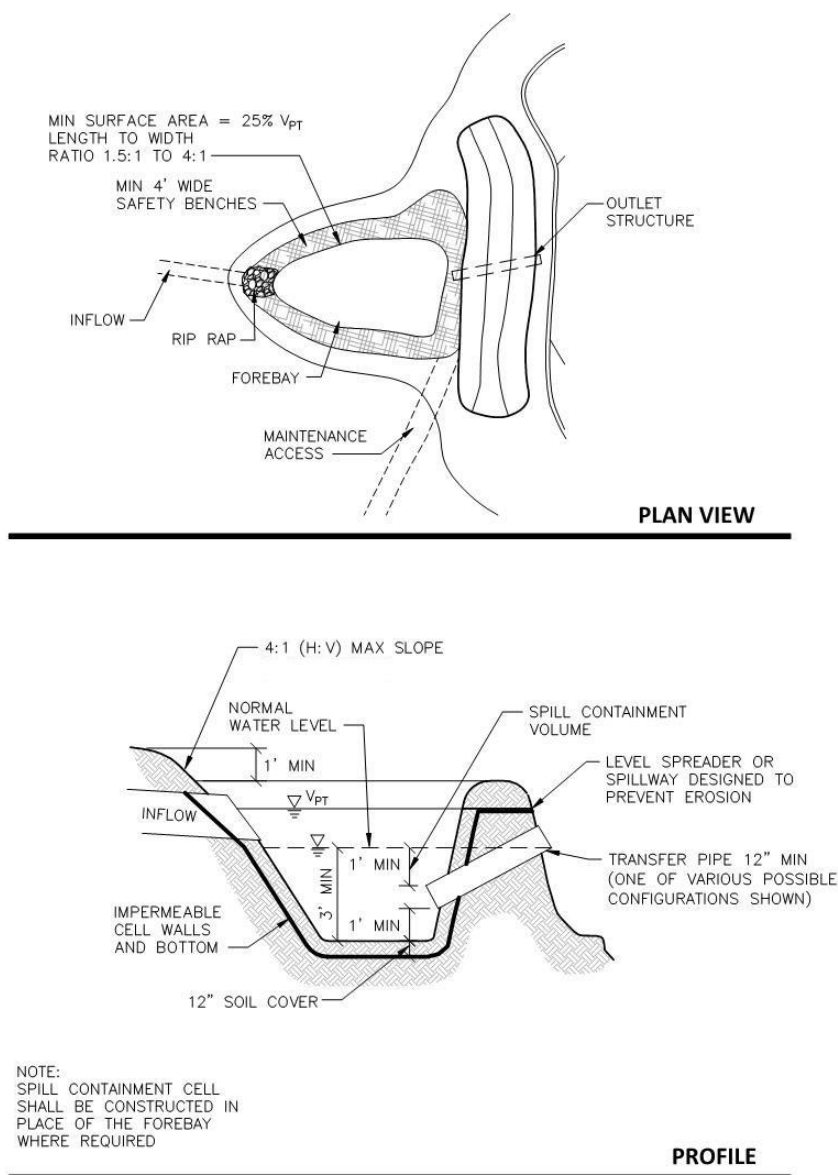 MIN SURFACE AREA = 25% VPT
LENGTH TO WIDTH
RATIO 1.5:1 TO 4:1
MIN 4' WIDE
SAFETY BENCHES
OUTLET
STRUCTURE
INFLOW
RIP RAP
FOREBAY
MAINTENANCE
ACCESS
PLAN VIEW
4:1 (H:V) MAX SLOPE
NORMAL
WATER LEVEL
SPILL CONTAINMENT
VOLUME
1' MIN
LEVEL SPREADER OR
SPILLWAY DESIGNED TO
PREVENT EROSION
VPT
INFLOW
3' MIN
1' MIN
TRANSFER PIPE 12" MIN
(ONE OF VARIOUS POSSIBLE
CONFIGURATIONS SHOWN)
IMPERMEABLE
CELL WALLS
AND BOTTOM
1' MIN
12" SOIL COVER
NOTE:
SPILL CONTAINMENT CELL
SHALL BE CONSTRUCTED IN
PLACE OF THE FOREBAY
WHERE REQUIRED
PROFILE